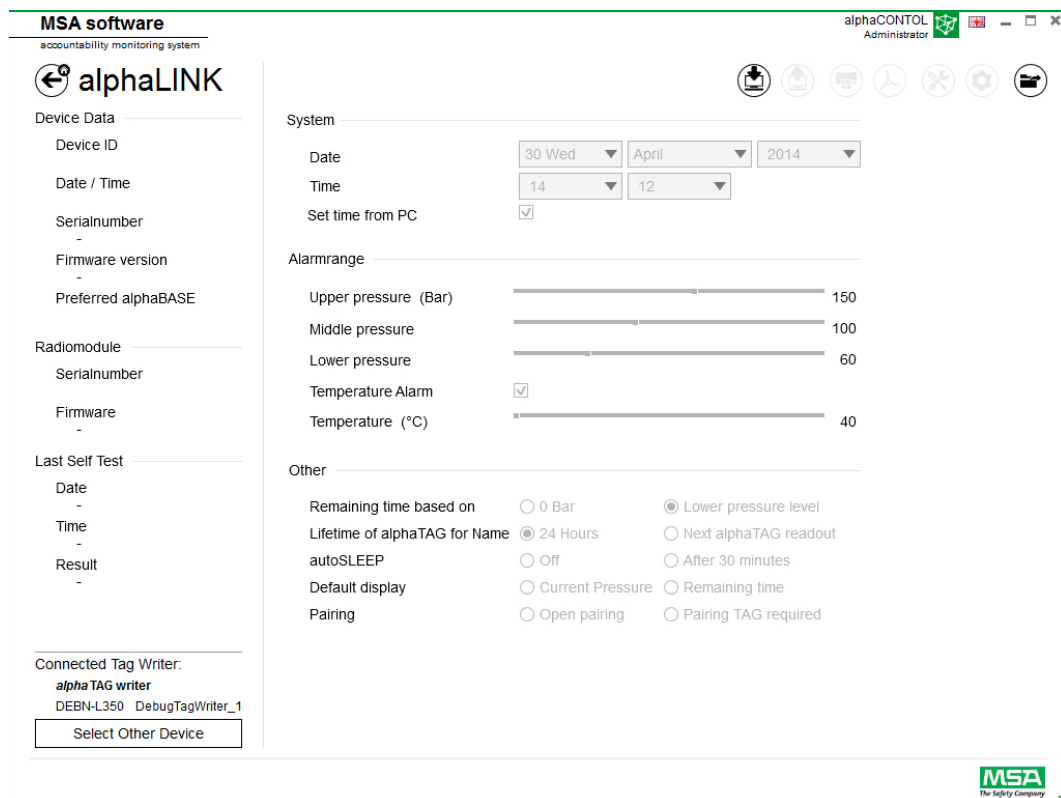 MSA software
accountability monitoring system
alphaCONTOL
Administrator
alphaLINK
Device Data
Device ID
Date / Time
Serialnumber
-
Firmware version
-
Preferred alphaBASE
Radiomodule
Serialnumber
Firmware
-
Last Self Test
Date
-
Time
-
Result
-
Connected Tag Writer:
alpha TAG writer
DEBN-L350 DebugTagWriter_1
Select Other Device
System
Date 30 Wed April 2014
Time 14 12
Set time from PC
Alarmrange
Upper pressure (Bar) 150
Middle pressure 100
Lower pressure 60
Temperature Alarm
Temperature (°C) 40
Other
Remaining time based on 0 Bar Lower pressure level
Lifetime of alphaTAG for Name 24 Hours Next alphaTAG readout
autoSLEEP Off After 30 minutes
Default display Current Pressure Remaining time
Pairing Open pairing Pairing TAG required
MSA
The Safety Company